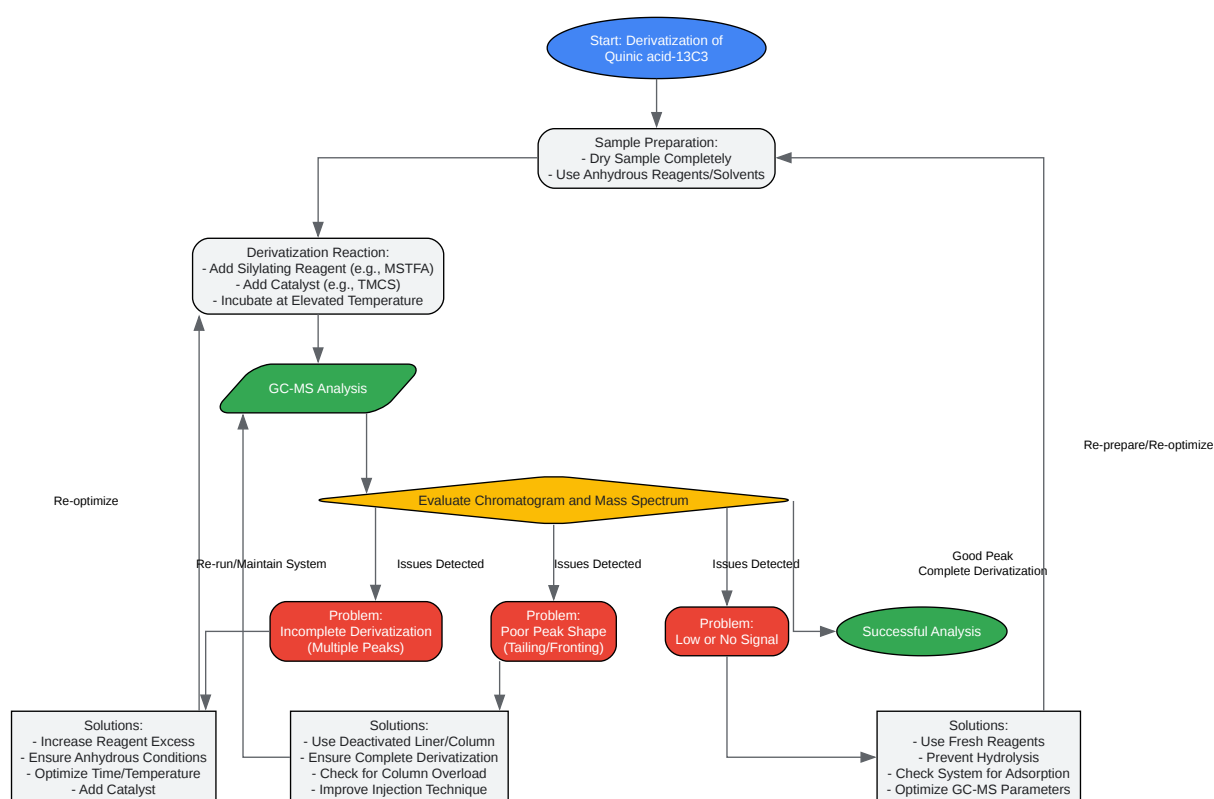 Start: Derivatization of
Quinic acid-13C3
Sample Preparation:
- Dry Sample Completely
- Use Anhydrous Reagents/Solvents
Derivatization Reaction:
- Add Silylating Reagent (e.g., MSTFA)
- Add Catalyst (e.g., TMCS)
- Incubate at Elevated Temperature
GC-MS Analysis
Re-prepare/Re-optimize
Evaluate Chromatogram and Mass Spectrum
Re-optimize
Re-run/Maintain System
Issues Detected
Issues Detected
Issues Detected
Good Peak
Complete Derivatization
Problem:
Incomplete Derivatization
(Multiple Peaks)
Problem:
Poor Peak Shape
(Tailing/Fronting)
Problem:
Low or No Signal
Successful Analysis
Solutions:
- Increase Reagent Excess
- Ensure Anhydrous Conditions
- Optimize Time/Temperature
- Add Catalyst
Solutions:
- Use Deactivated Liner/Column
- Ensure Complete Derivatization
- Check for Column Overload
- Improve Injection Technique
Solutions:
- Use Fresh Reagents
- Prevent Hydrolysis
- Check System for Adsorption
- Optimize GC-MS Parameters